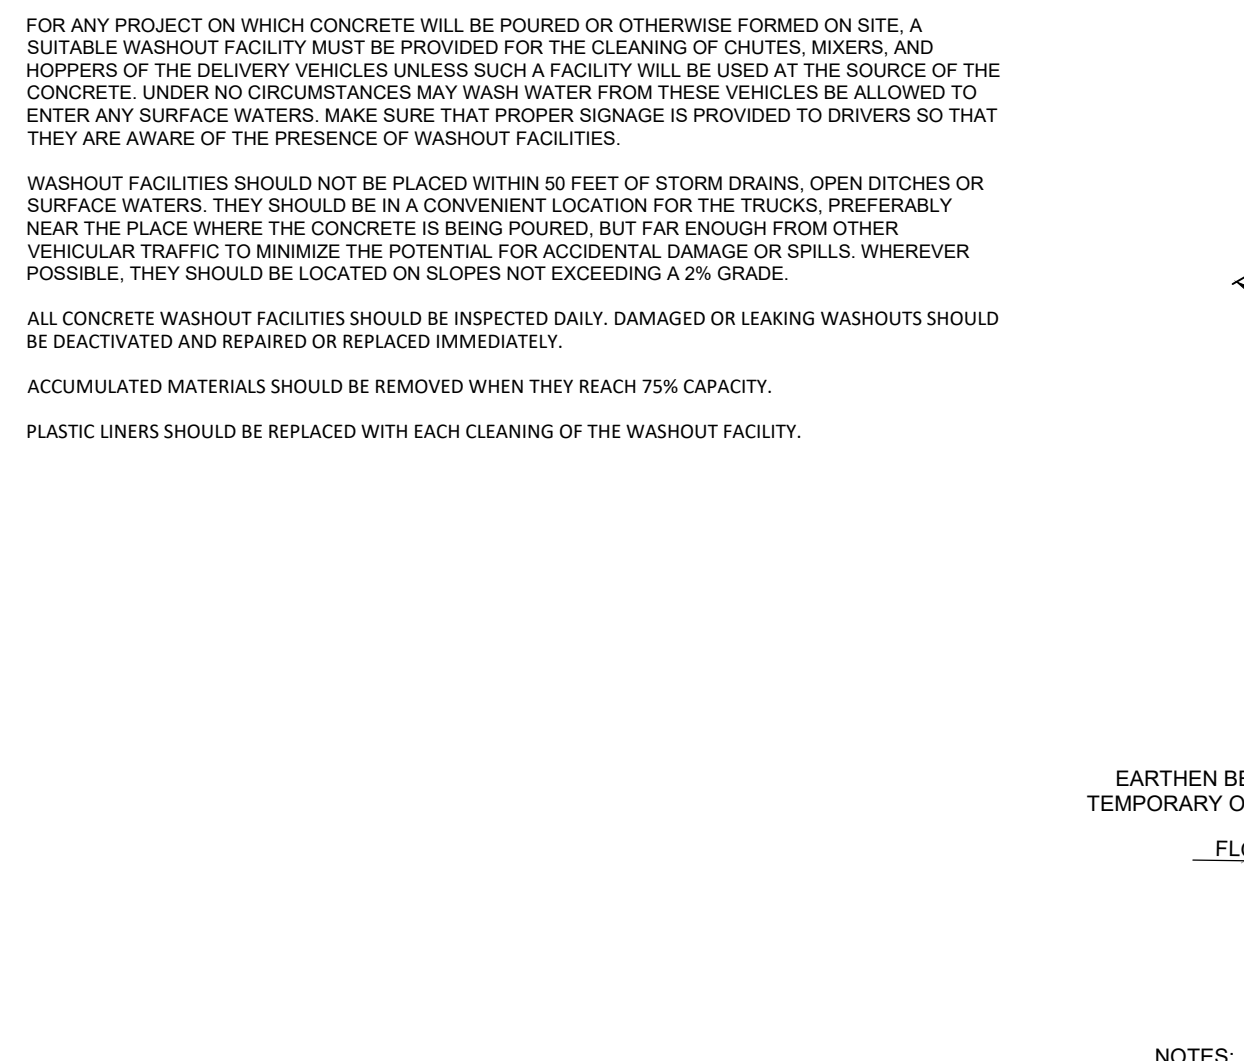 FOR ANY PROJECT ON WHICH CONCRETE WILL BE POURED OR OTHERWISE FORMED ON SITE, A
SUITABLE WASHOUT FACILITY MUST BE PROVIDED FOR THE CLEANING OF CHUTES, MIXERS, AND
HOPPERS OF THE DELIVERY VEHICLES UNLESS SUCH A FACILITY WILL BE USED AT THE SOURCE OF THE
CONCRETE. UNDER NO CIRCUMSTANCES MAY WASH WATER FROM THESE VEHICLES BE ALLOWED TO
ENTER ANY SURFACE WATERS. MAKE SURE THAT PROPER SIGNAGE IS PROVIDED TO DRIVERS SO THAT
THEY ARE AWARE OF THE PRESENCE OF WASHOUT FACILITIES.
WASHOUT FACILITIES SHOULD NOT BE PLACED WITHIN 50 FEET OF STORM DRAINS, OPEN DITCHES OR
SURFACE WATERS. THEY SHOULD BE IN A CONVENIENT LOCATION FOR THE TRUCKS, PREFERABLY
NEAR THE PLACE WHERE THE CONCRETE IS BEING POURED, BUT FAR ENOUGH FROM OTHER
VEHICULAR TRAFFIC TO MINIMIZE THE POTENTIAL FOR ACCIDENTAL DAMAGE OR SPILLS. WHEREVER
POSSIBLE, THEY SHOULD BE LOCATED ON SLOPES NOT EXCEEDING A 2% GRADE.
ALL CONCRETE WASHOUT FACILITIES SHOULD BE INSPECTED DAILY. DAMAGED OR LEAKING WASHOUTS SHOULD
BE DEACTIVATED AND REPAIRED OR REPLACED IMMEDIATELY.
ACCUMULATED MATERIALS SHOULD BE REMOVED WHEN THEY REACH 75% CAPACITY.
PLASTIC LINERS SHOULD BE REPLACED WITH EACH CLEANING OF THE WASHOUT FACILITY.
EARTHEN BE
TEMPORARY O
FL
NOTES: